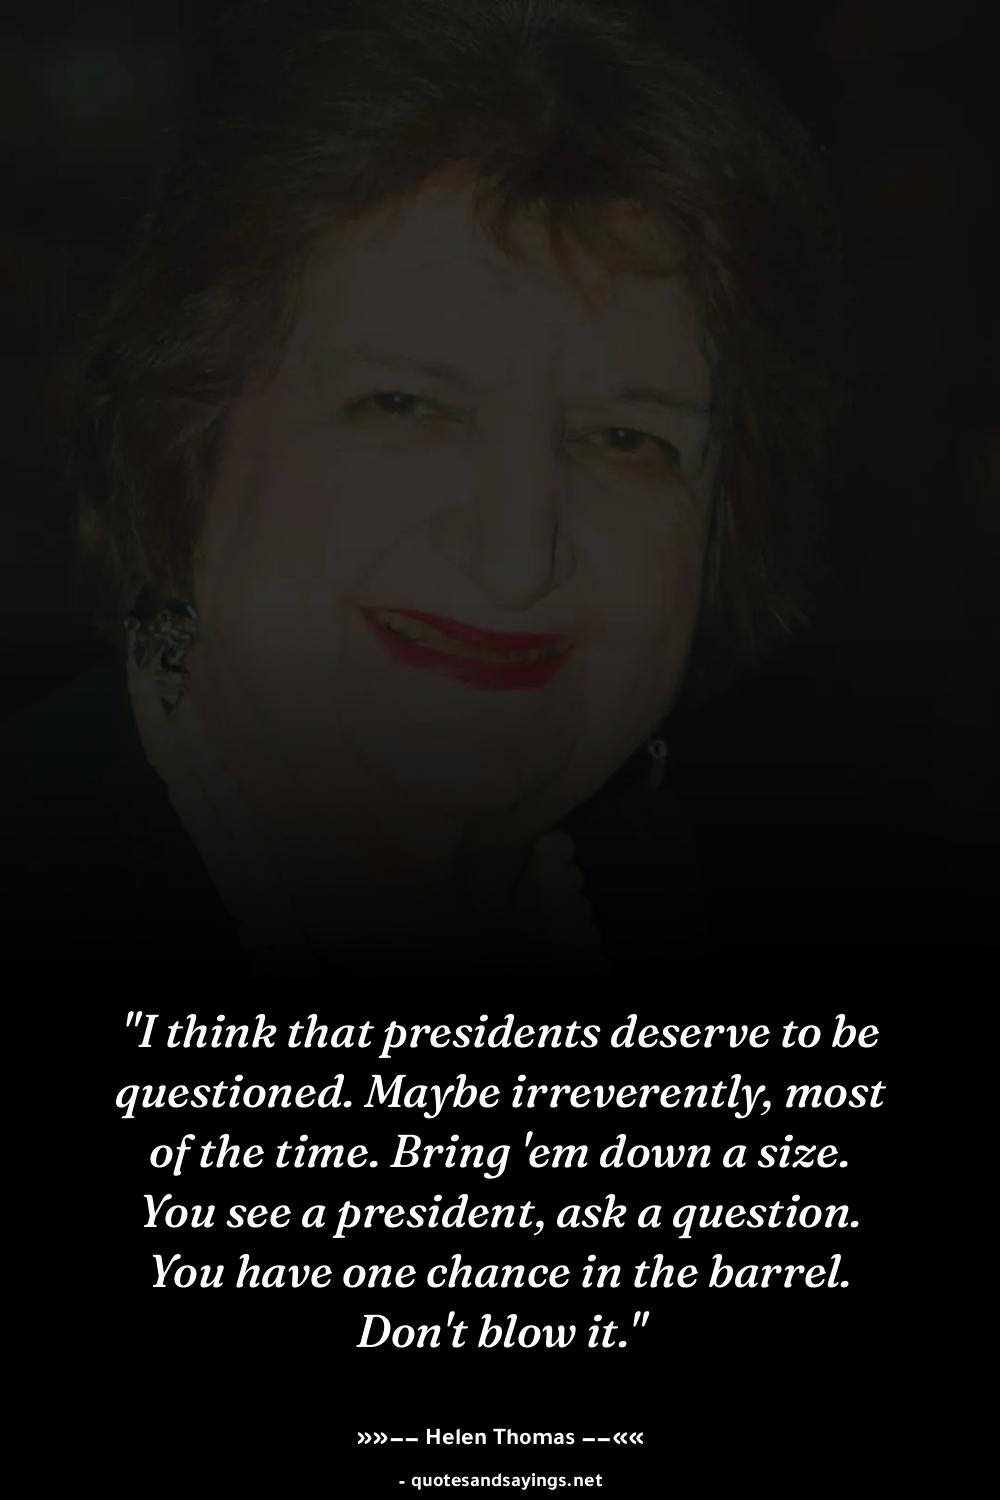 "I think that presidents deserve to be
questioned. Maybe irreverently, most
of the time. Bring 'em down a size.
You see a president, ask a question.
You have one chance in the barrel.
Don't blow it."
»»–– Helen Thomas ––««
- quotesandsayings.net